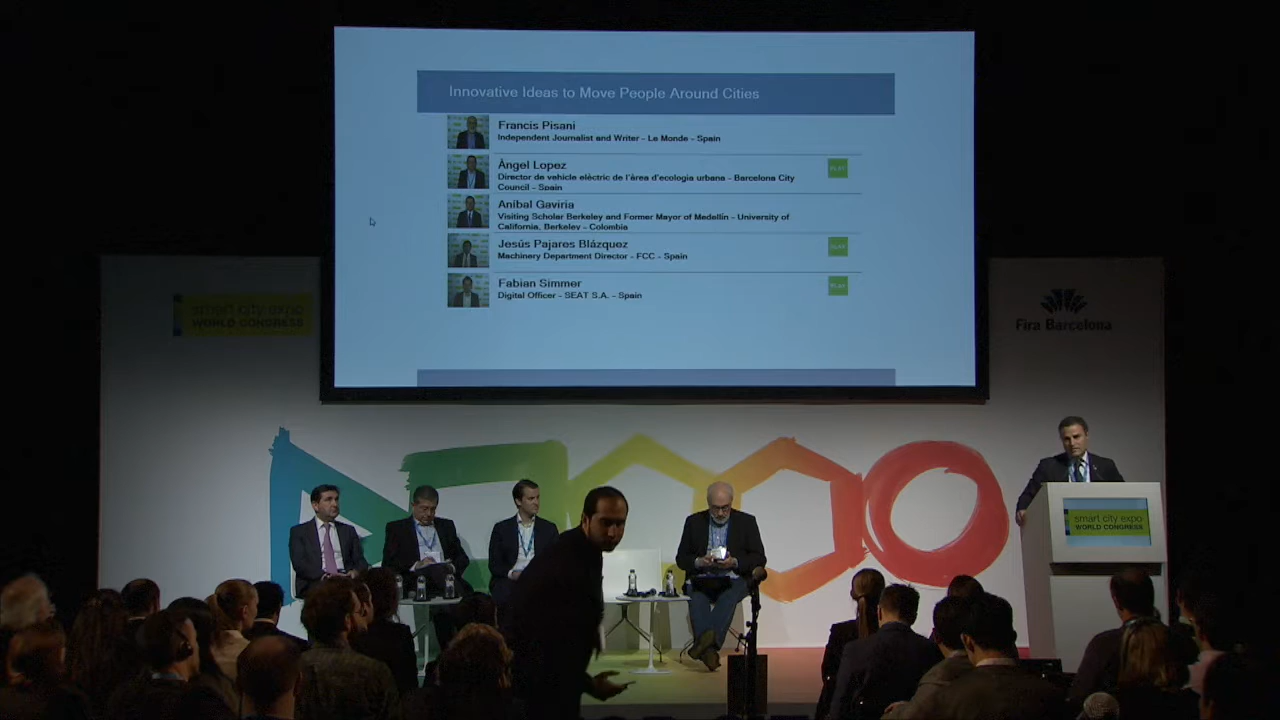 Innovative Ideas to Move People Around Cities
Francis Pisani
Independent Journalist and Writer - Le Monde - Spain
Àngel Lopez
Director de vehicle elèctric de l'àrea d'ecologia urbana - Barcelona City
Council - Spain
PLAY
Aníbal Gaviria
Visiting Scholar Berkeley and Former Mayor of Medellín - University of
California, Berkeley - Colombia
Jesús Pajares Blázquez
Machinery Department Director - FCC - Spain
PLAY
Fabian Simmer
Digital Officer - SEAT S.A. - Spain
PLAY
smart city expo
WORLD CONGRESS
Fira Barcelona
smart city expo
WORLD CONGRESS